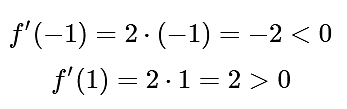 f′(−1) = 2 · (−1) = −2 < 0
f′(1) = 2 · 1 = 2 > 0